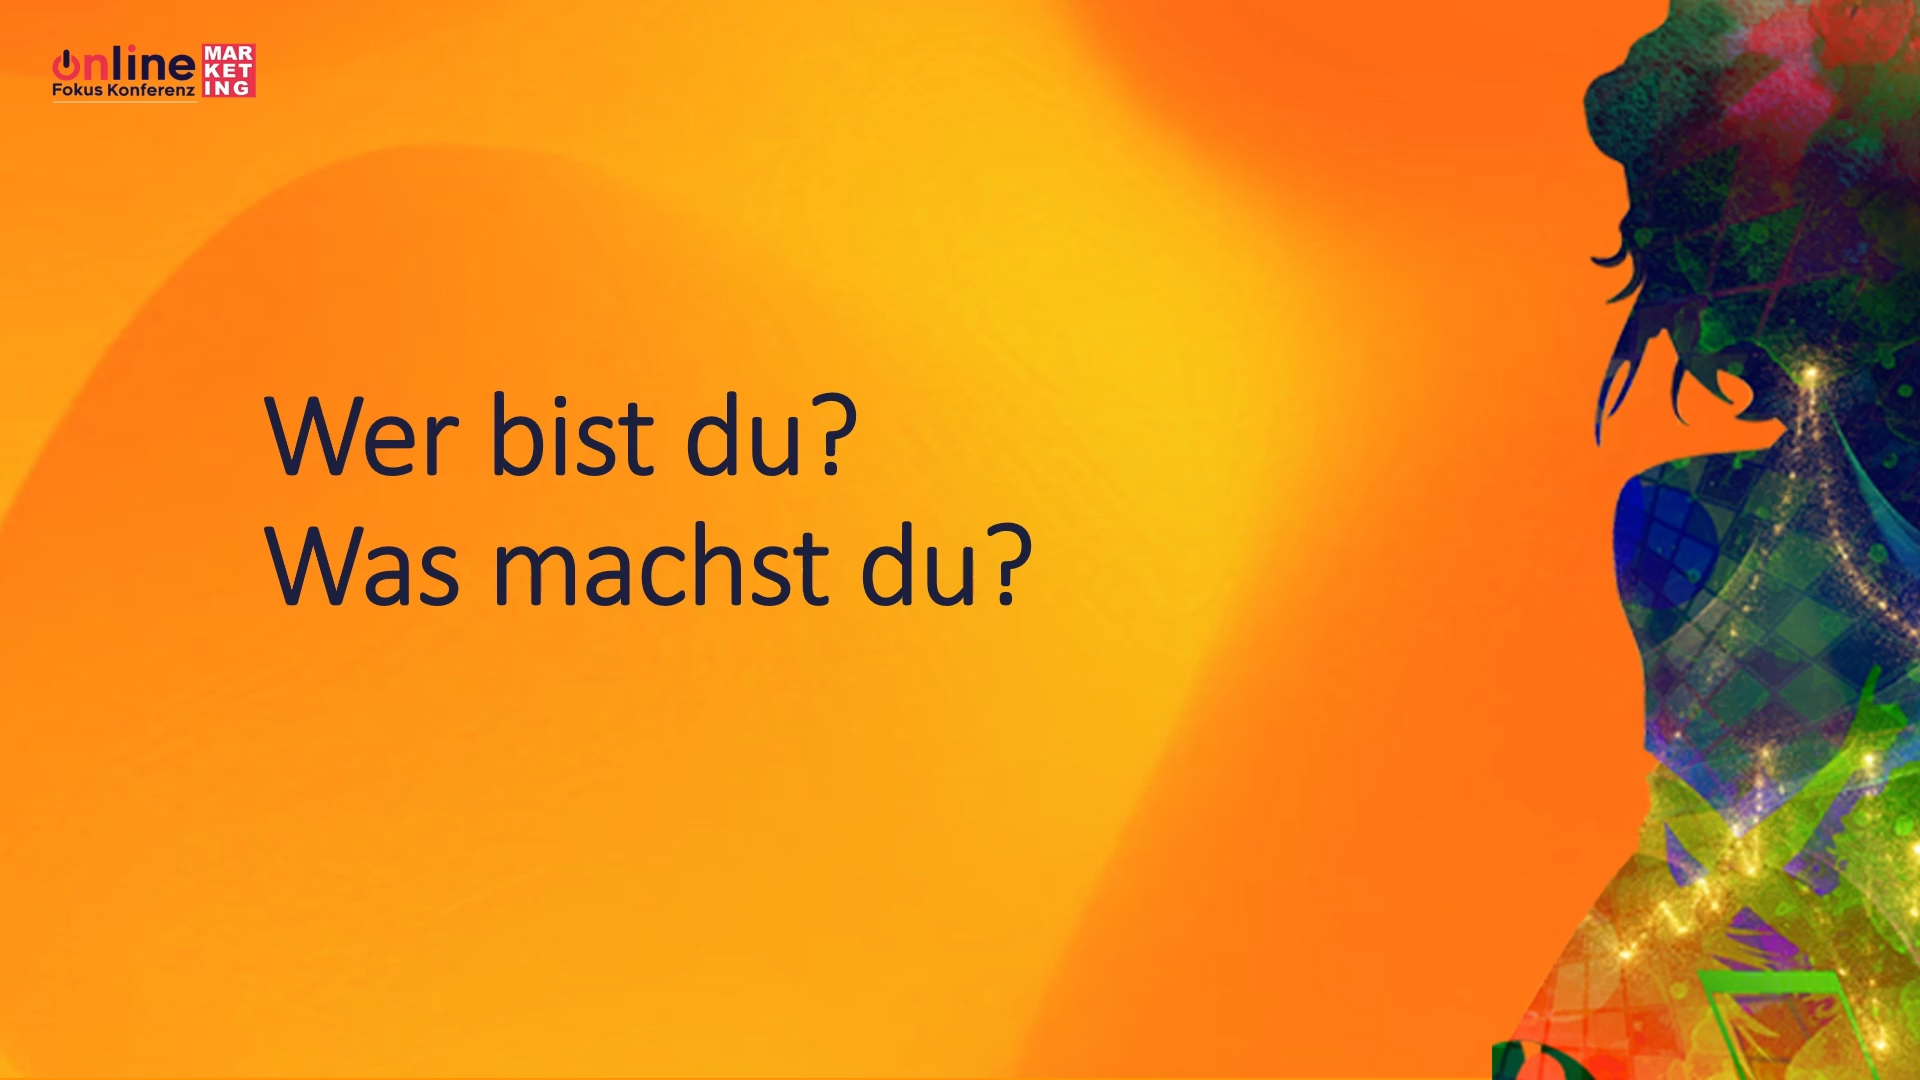 online
Fokus Konferenz
MAR
KET
ING
Wer bist du?
Was machst du?